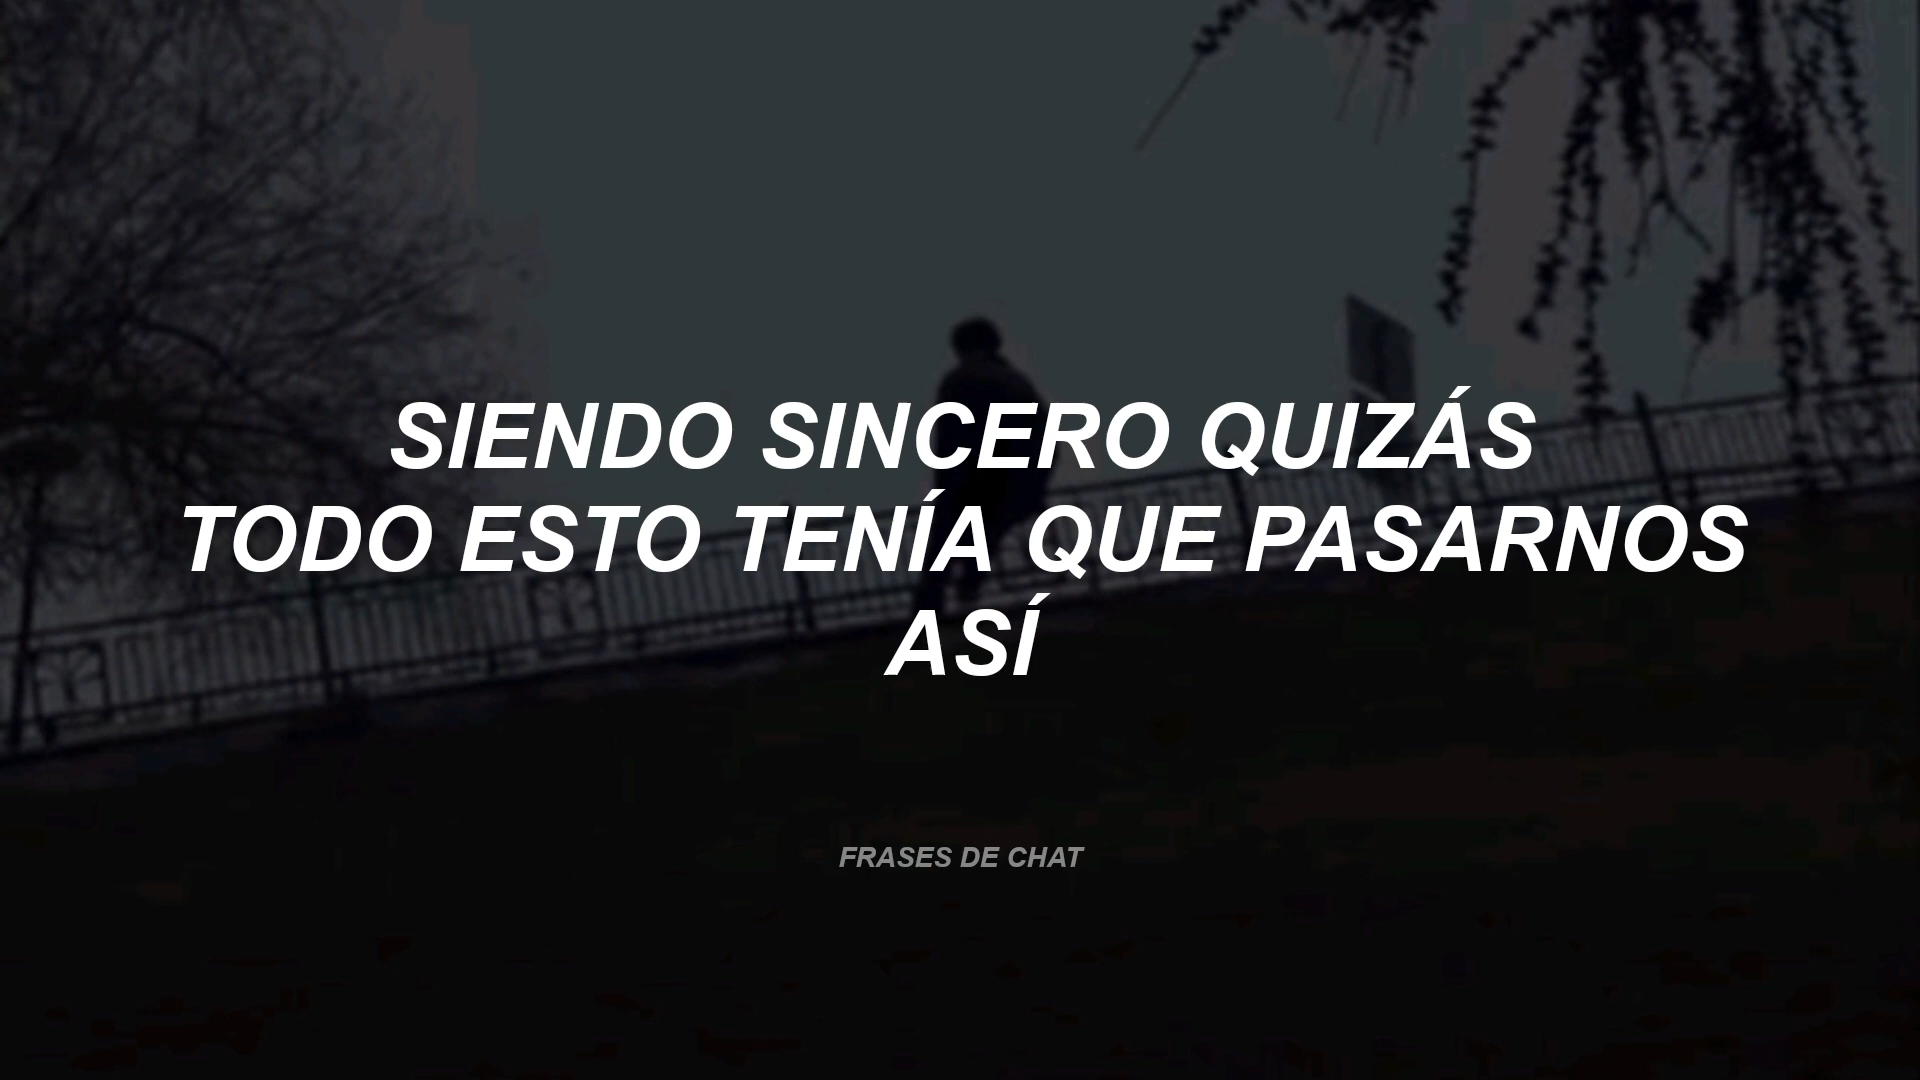 SIENDO SINCERO QUIZÁS
TODO ESTO TENÍA QUE PASARNOS
ASÍ
FRASES DE CHAT